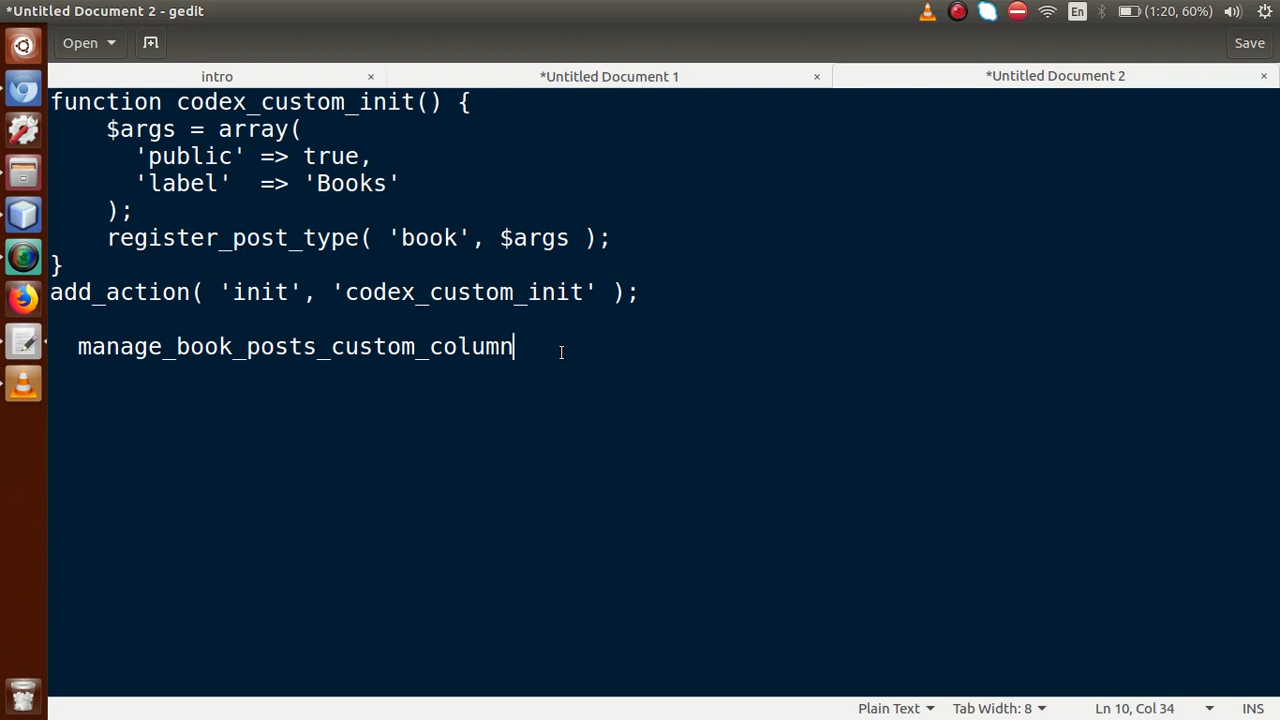 *Untitled Document 2 - gedit
En
(1:20, 60%)
Open
Save
intro
*Untitled Document 1
*Untitled Document 2
function codex_custom_init() {
    $args = array(
      'public' => true,
      'label'  => 'Books'
    );
    register_post_type( 'book', $args );
}
add_action( 'init', 'codex_custom_init' );
  manage_book_posts_custom_column
Plain Text
Tab Width: 8
Ln 10, Col 34
INS